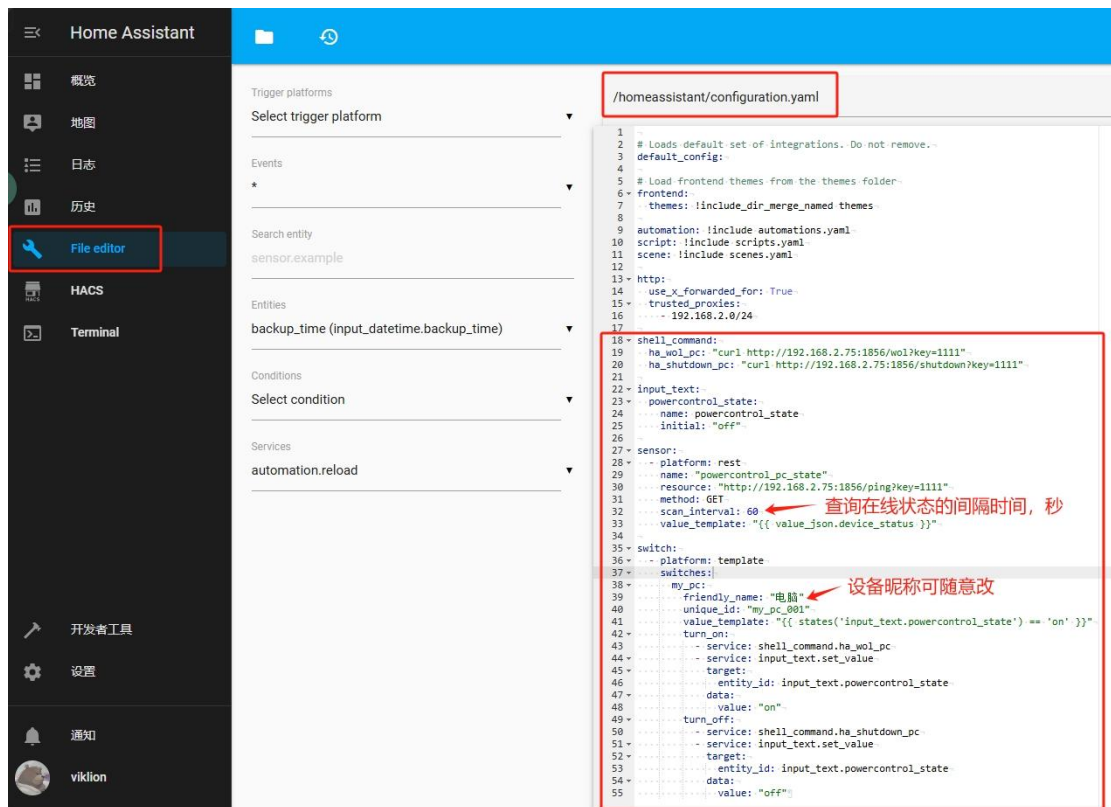 Home Assistant
概览
地图
日志
历史
File editor
HACS
Terminal
开发者工具
设置
通知
viklion
Trigger platforms
Select trigger platform
Events
*
Search entity
sensor.example
Entities
backup_time (input_datetime.backup_time)
Conditions
Select condition
Services
automation.reload
/homeassistant/configuration.yaml
1
2 # Loads default set of integrations. Do not remove.
3 default_config:
4
5 # Load frontend themes from the themes folder
6 frontend:
7   themes: !include_dir_merge_named themes
8
9 automation: !include automations.yaml
10 script: !include scripts.yaml
11 scene: !include scenes.yaml
12
13 http:
14   use_x_forwarded_for: True
15   trusted_proxies:
16     - 192.168.2.0/24
17
18 shell_command:
19   ha_wol_pc: "curl http://192.168.2.75:1856/wol?key=1111"
20   ha_shutdown_pc: "curl http://192.168.2.75:1856/shutdown?key=1111"
21
22 input_text:
23   powercontrol_state:
24     name: powercontrol_state
25     initial: "off"
26
27 sensor:
28   - platform: rest
29     name: "powercontrol_pc_state"
30     resource: "http://192.168.2.75:1856/ping?key=1111"
31     method: GET
32     scan_interval: 60 查询在线状态的间隔时间，秒
33     value_template: "{{ value_json.device_status }}"
34
35 switch:
36   - platform: template
37     switches:
38       my_pc:
39         friendly_name: "电脑" 设备昵称可随意改
40         unique_id: "my_pc_001"
41         value_template: "{{ states('input_text.powercontrol_state') == 'on' }}"
42         turn_on:
43           - service: shell_command.ha_wol_pc
44           - service: input_text.set_value
45             target:
46               entity_id: input_text.powercontrol_state
47             data:
48               value: "on"
49         turn_off:
50           - service: shell_command.ha_shutdown_pc
51           - service: input_text.set_value
52             target:
53               entity_id: input_text.powercontrol_state
54             data:
55               value: "off"